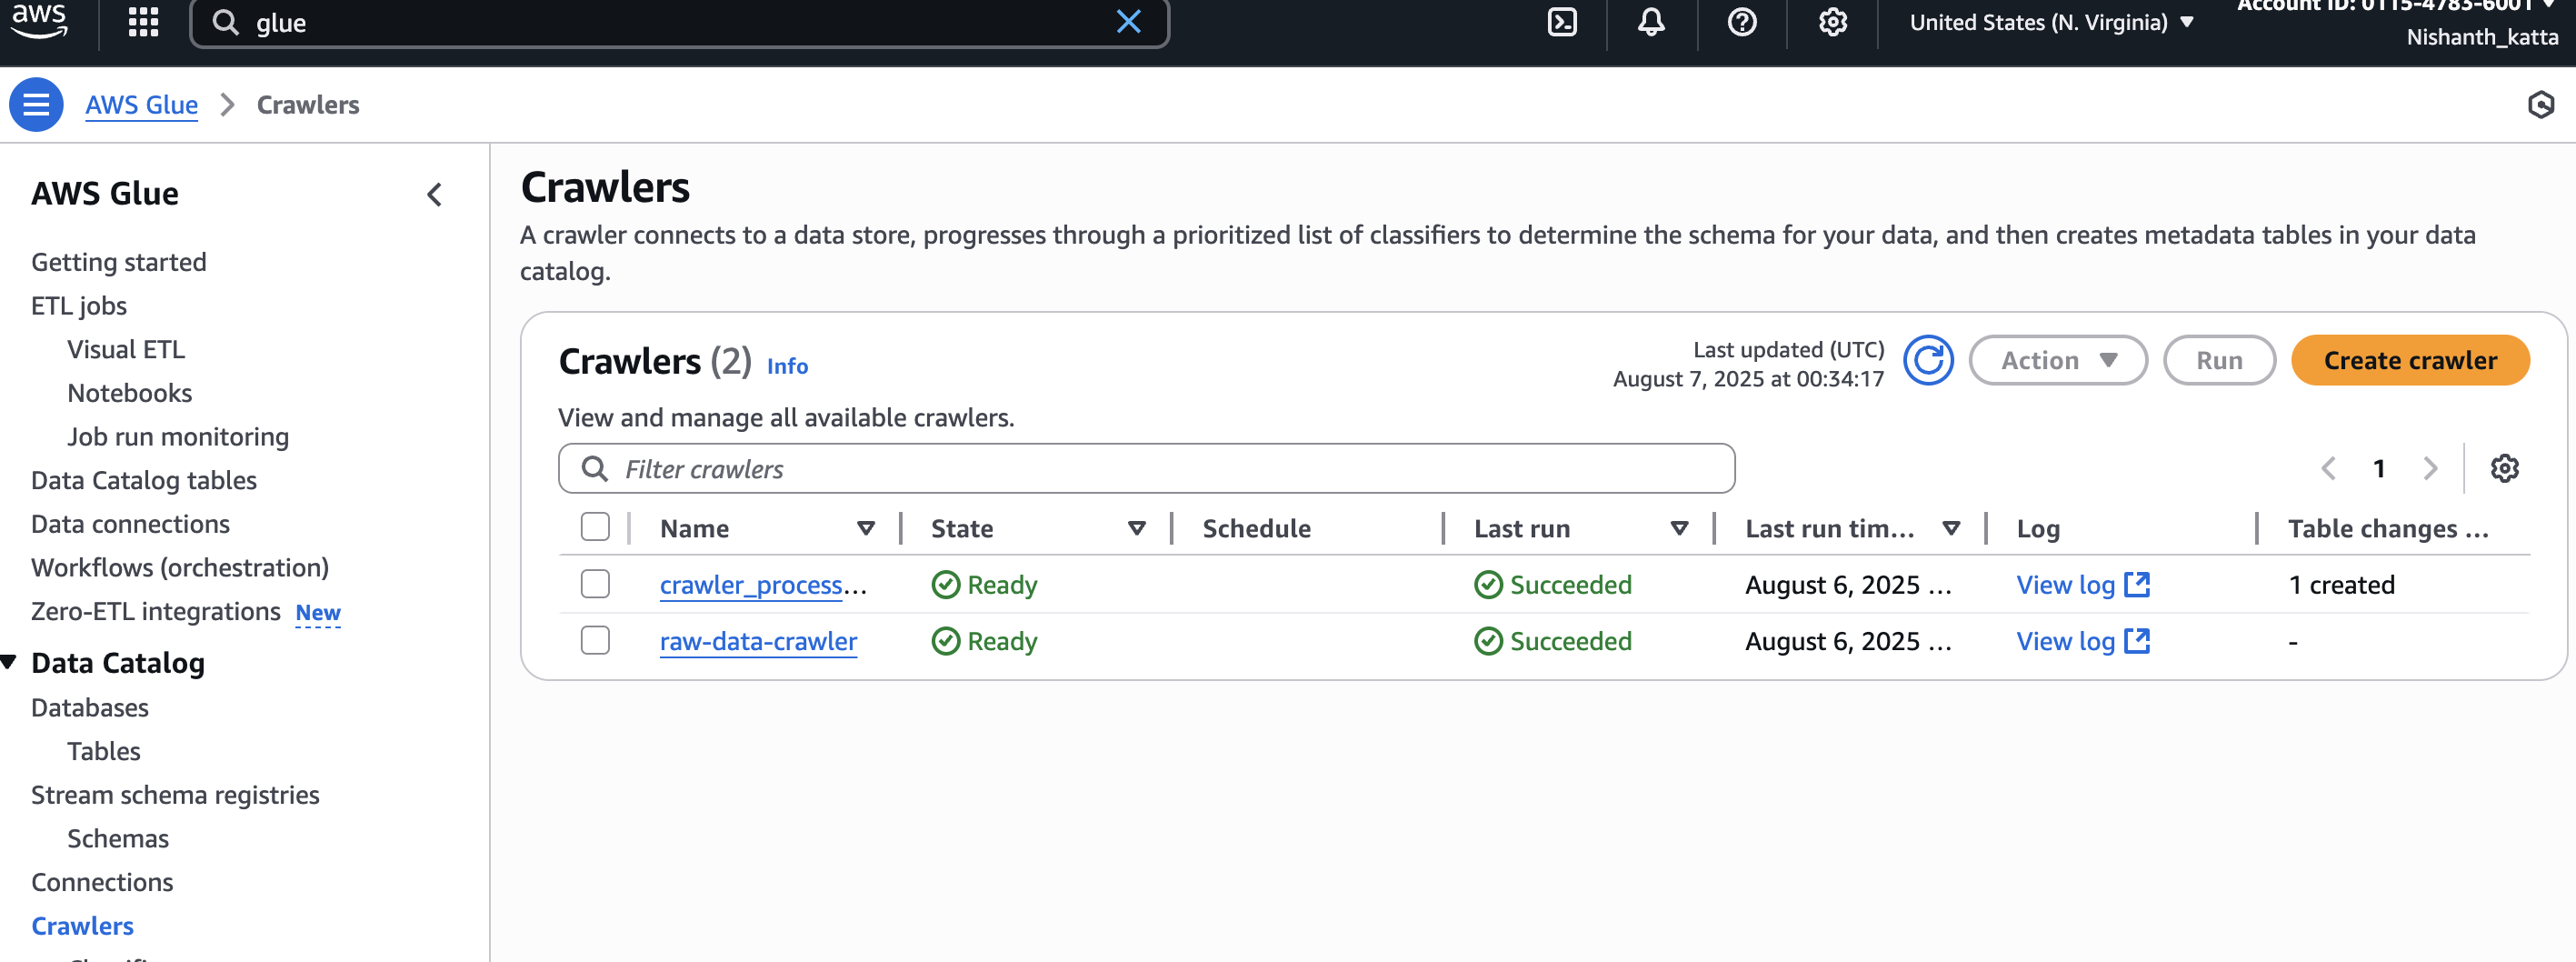 aws
glue
United States (N. Virginia)
Account ID: 0115-4783-6001
Nishanth_katta
AWS Glue
Crawlers
AWS Glue
Getting started
ETL jobs
Visual ETL
Notebooks
Job run monitoring
Data Catalog tables
Data connections
Workflows (orchestration)
Zero-ETL integrations New
Data Catalog
Databases
Tables
Stream schema registries
Schemas
Connections
Crawlers
Crawlers
A crawler connects to a data store, progresses through a prioritized list of classifiers to determine the schema for your data, and then creates metadata tables in your data
catalog.
Crawlers (2) Info
Last updated (UTC)
August 7, 2025 at 00:34:17
Action
Run
Create crawler
View and manage all available crawlers.
Filter crawlers
1
Name State Schedule Last run Last run tim... Log Table changes ...
crawler_process... Ready Succeeded August 6, 2025 ... View log 1 created
raw-data-crawler Ready Succeeded August 6, 2025 ... View log -